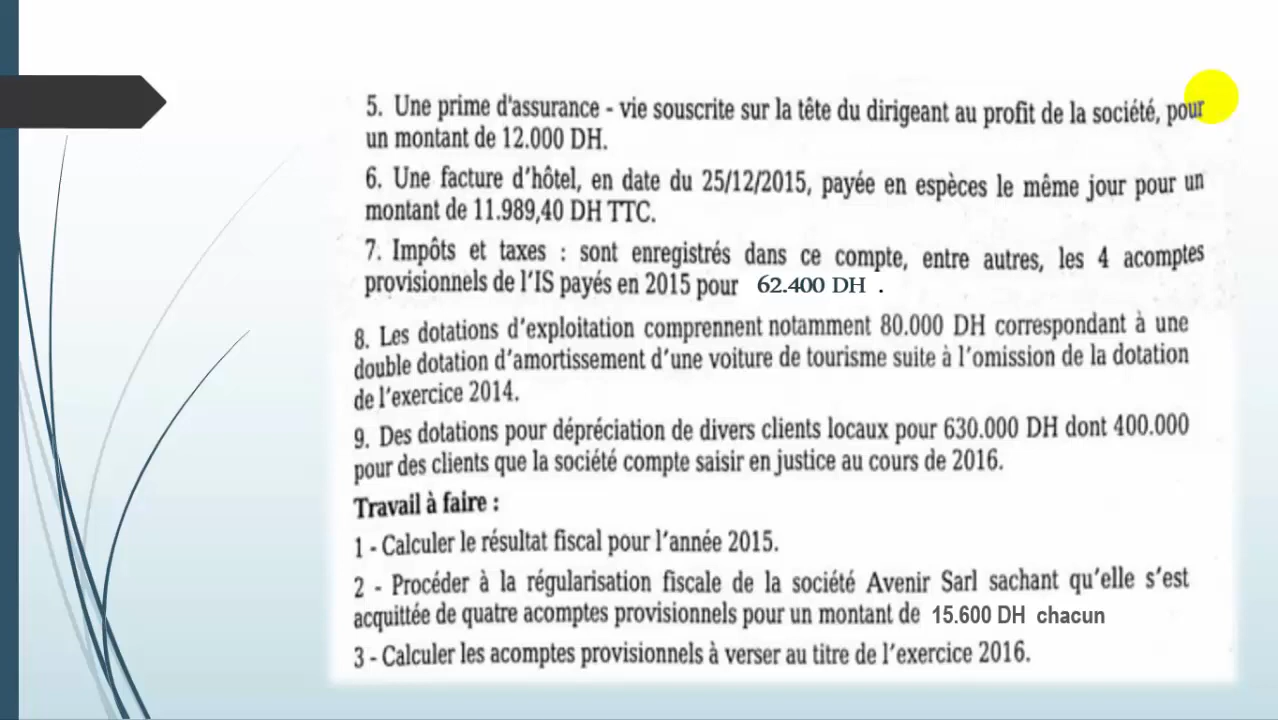 5. Une prime d'assurance - vie souscrite sur la tête du dirigeant au profit de la société, pour
un montant de 12.000 DH.
6. Une facture d'hôtel, en date du 25/12/2015, payée en espèces le même jour pour un
montant de 11.989,40 DH TTC.
7. Impôts et taxes : sont enregistrés dans ce compte, entre autres, les 4 acomptes
provisionnels de l'IS payés en 2015 pour 62.400 DH .
8. Les dotations d'exploitation comprennent notamment 80.000 DH correspondant à une
double dotation d'amortissement d'une voiture de tourisme suite à l'omission de la dotation
de l'exercice 2014.
9. Des dotations pour dépréciation de divers clients locaux pour 630.000 DH dont 400.000
pour des clients que la société compte saisir en justice au cours de 2016.
Travail à faire :
1 - Calculer le résultat fiscal pour l'année 2015.
2 - Procéder à la régularisation fiscale de la société Avenir Sarl sachant qu'elle s'est
acquittée de quatre acomptes provisionnels pour un montant de 15.600 DH chacun
3 - Calculer les acomptes provisionnels à verser au titre de l'exercice 2016.